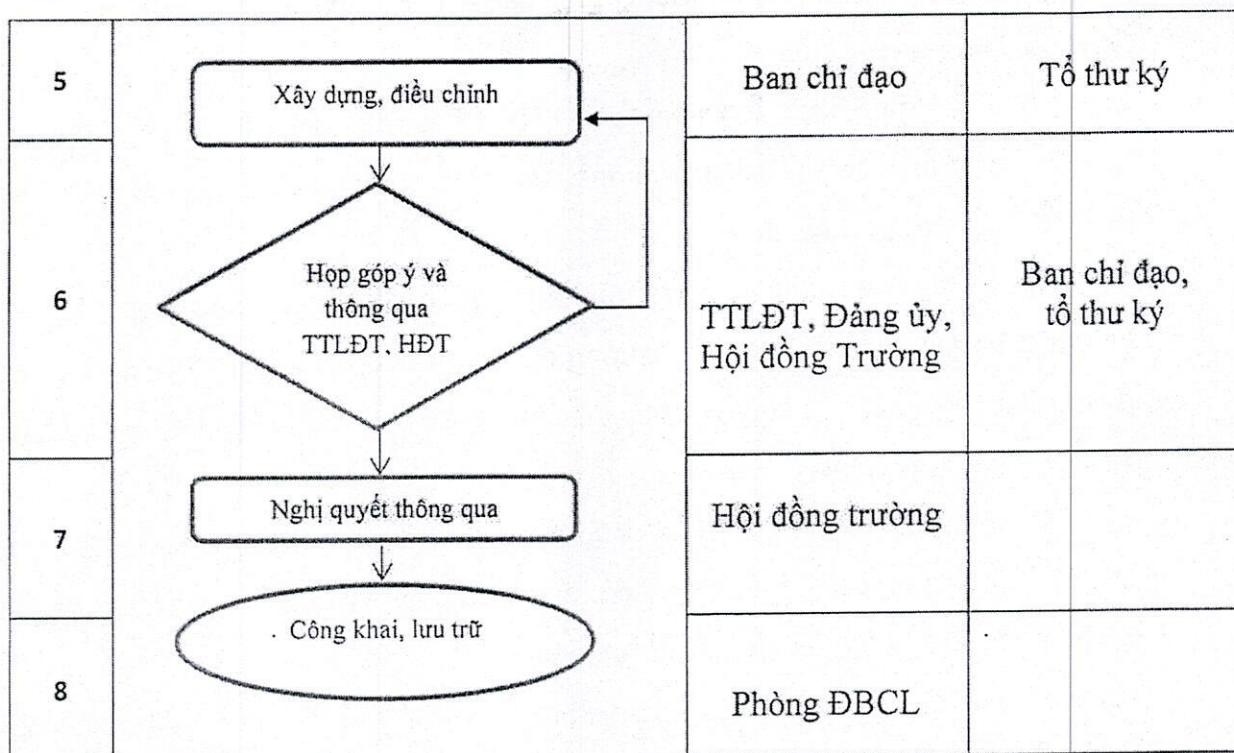 5
Xây dựng, điều chỉnh
Ban chỉ đạo
Tổ thư ký
6
Họp góp ý và
thông qua
TTLĐT, HĐT
TTLĐT, Đảng ủy,
Hội đồng Trường
Ban chỉ đạo,
tổ thư ký
7
Nghị quyết thông qua
Hội đồng trường
8
Công khai, lưu trữ
Phòng ĐBCL